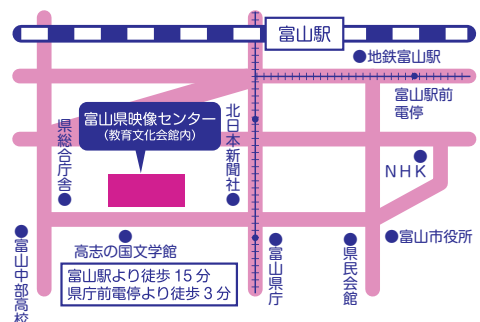 富山駅
地鉄富山駅
富山駅前
電停
富山県映像センター
（教育文化会館内）
北日本新聞社
県総合庁舎
NHK
富山中部高校
高志の国文学館
富山県庁
県民会館
富山市役所
富山駅より徒歩 15 分
県庁前電停より徒歩 3 分